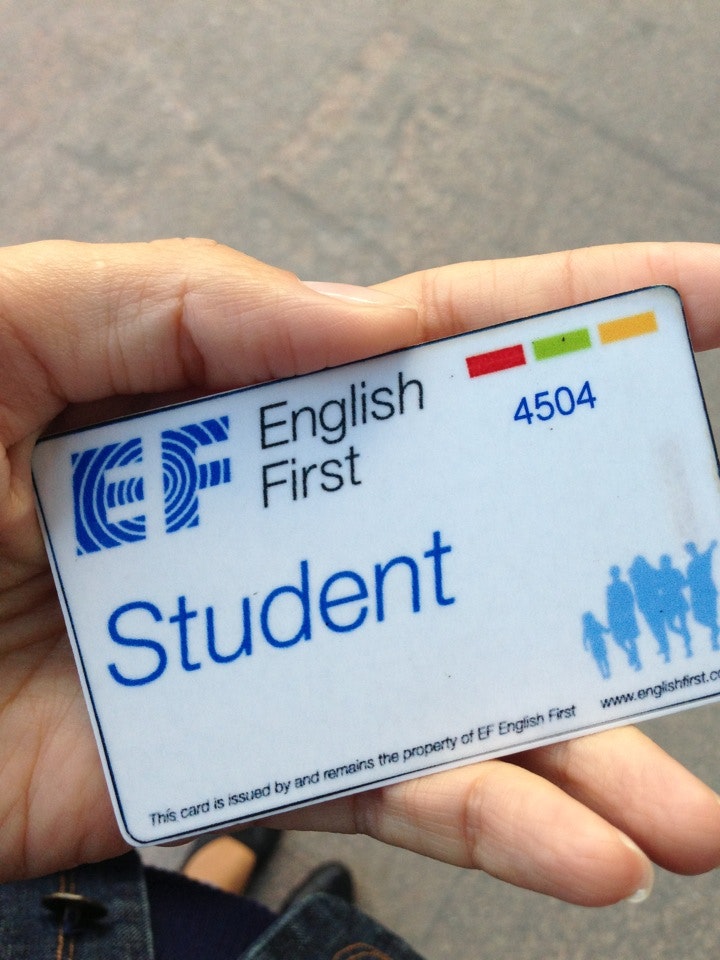 EF English
First
4504
Student
This card is issued by and remains the property of EF English First
www.englishfirst.co